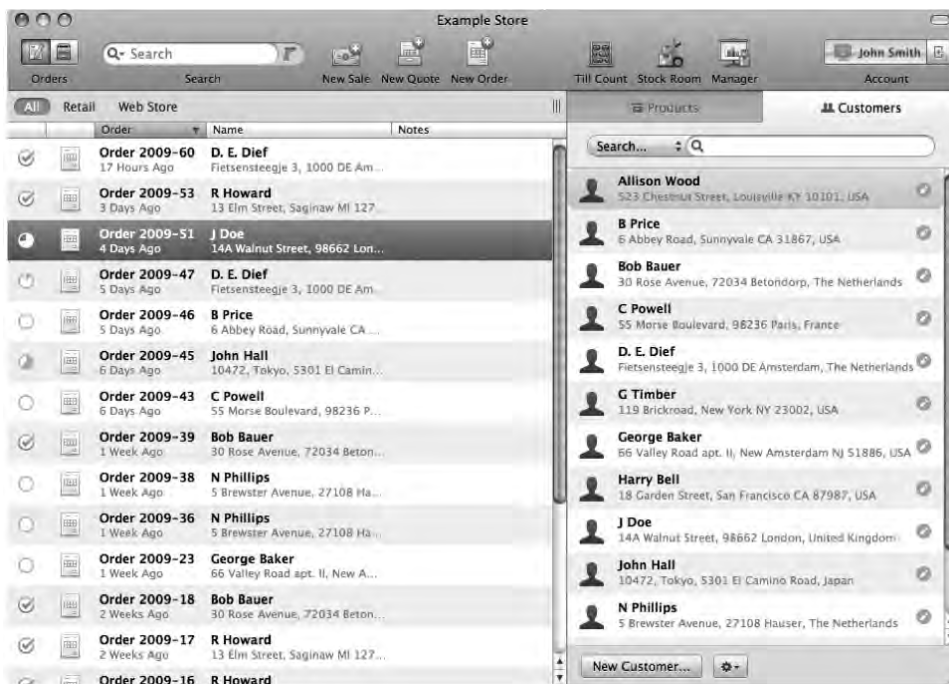 Example Store
Search
John Smith
Orders
Search
New Sale
New Quote
New Order
Till Count
Stock Room
Manager
Account
All
Retail
Web Store
Order
Name
Notes
Order 2009-60 D. E. Dief
17 Hours Ago Fietsensteegje 3, 1000 DE Am...
Order 2009-53 R Howard
3 Days Ago 13 Elm Street, Saginaw MI 127...
Order 2009-51 J Doe
4 Days Ago 14A Walnut Street, 98662 Lon...
Order 2009-47 D. E. Dief
5 Days Ago Fietsensteegje 3, 1000 DE Am...
Order 2009-46 B Price
5 Days Ago 6 Abbey Road, Sunnyvale CA ...
Order 2009-45 John Hall
6 Days Ago 10472, Tokyo, 5301 El Camin...
Order 2009-43 C Powell
6 Days Ago 55 Morse Boulevard, 98236 P...
Order 2009-39 Bob Bauer
1 Week Ago 30 Rose Avenue, 72034 Beton...
Order 2009-38 N Phillips
1 Week Ago 5 Brewster Avenue, 27108 Ha...
Order 2009-36 N Phillips
1 Week Ago 5 Brewster Avenue, 27108 Ha...
Order 2009-23 George Baker
1 Week Ago 66 Valley Road apt. II, New A...
Order 2009-18 Bob Bauer
2 Weeks Ago 30 Rose Avenue, 72034 Beton...
Order 2009-17 R Howard
2 Weeks Ago 13 Elm Street, Saginaw MI 127...
Order 2009-16 R Howard
Products
Customers
Search...
Allison Wood
523 Chestnut Street, Louisville KY 10101, USA
B Price
6 Abbey Road, Sunnyvale CA 31867, USA
Bob Bauer
30 Rose Avenue, 72034 Betondorp, The Netherlands
C Powell
55 Morse Boulevard, 98236 Paris, France
D. E. Dief
Fietsensteegje 3, 1000 DE Amsterdam, The Netherlands
G Timber
119 Brickroad, New York NY 23002, USA
George Baker
66 Valley Road apt. II, New Amsterdam NJ 51886, USA
Harry Bell
18 Garden Street, San Francisco CA 87987, USA
J Doe
14A Walnut Street, 98662 London, United Kingdom
John Hall
10472, Tokyo, 5301 El Camino Road, Japan
N Phillips
5 Brewster Avenue, 27108 Hauser, The Netherlands
New Customer...